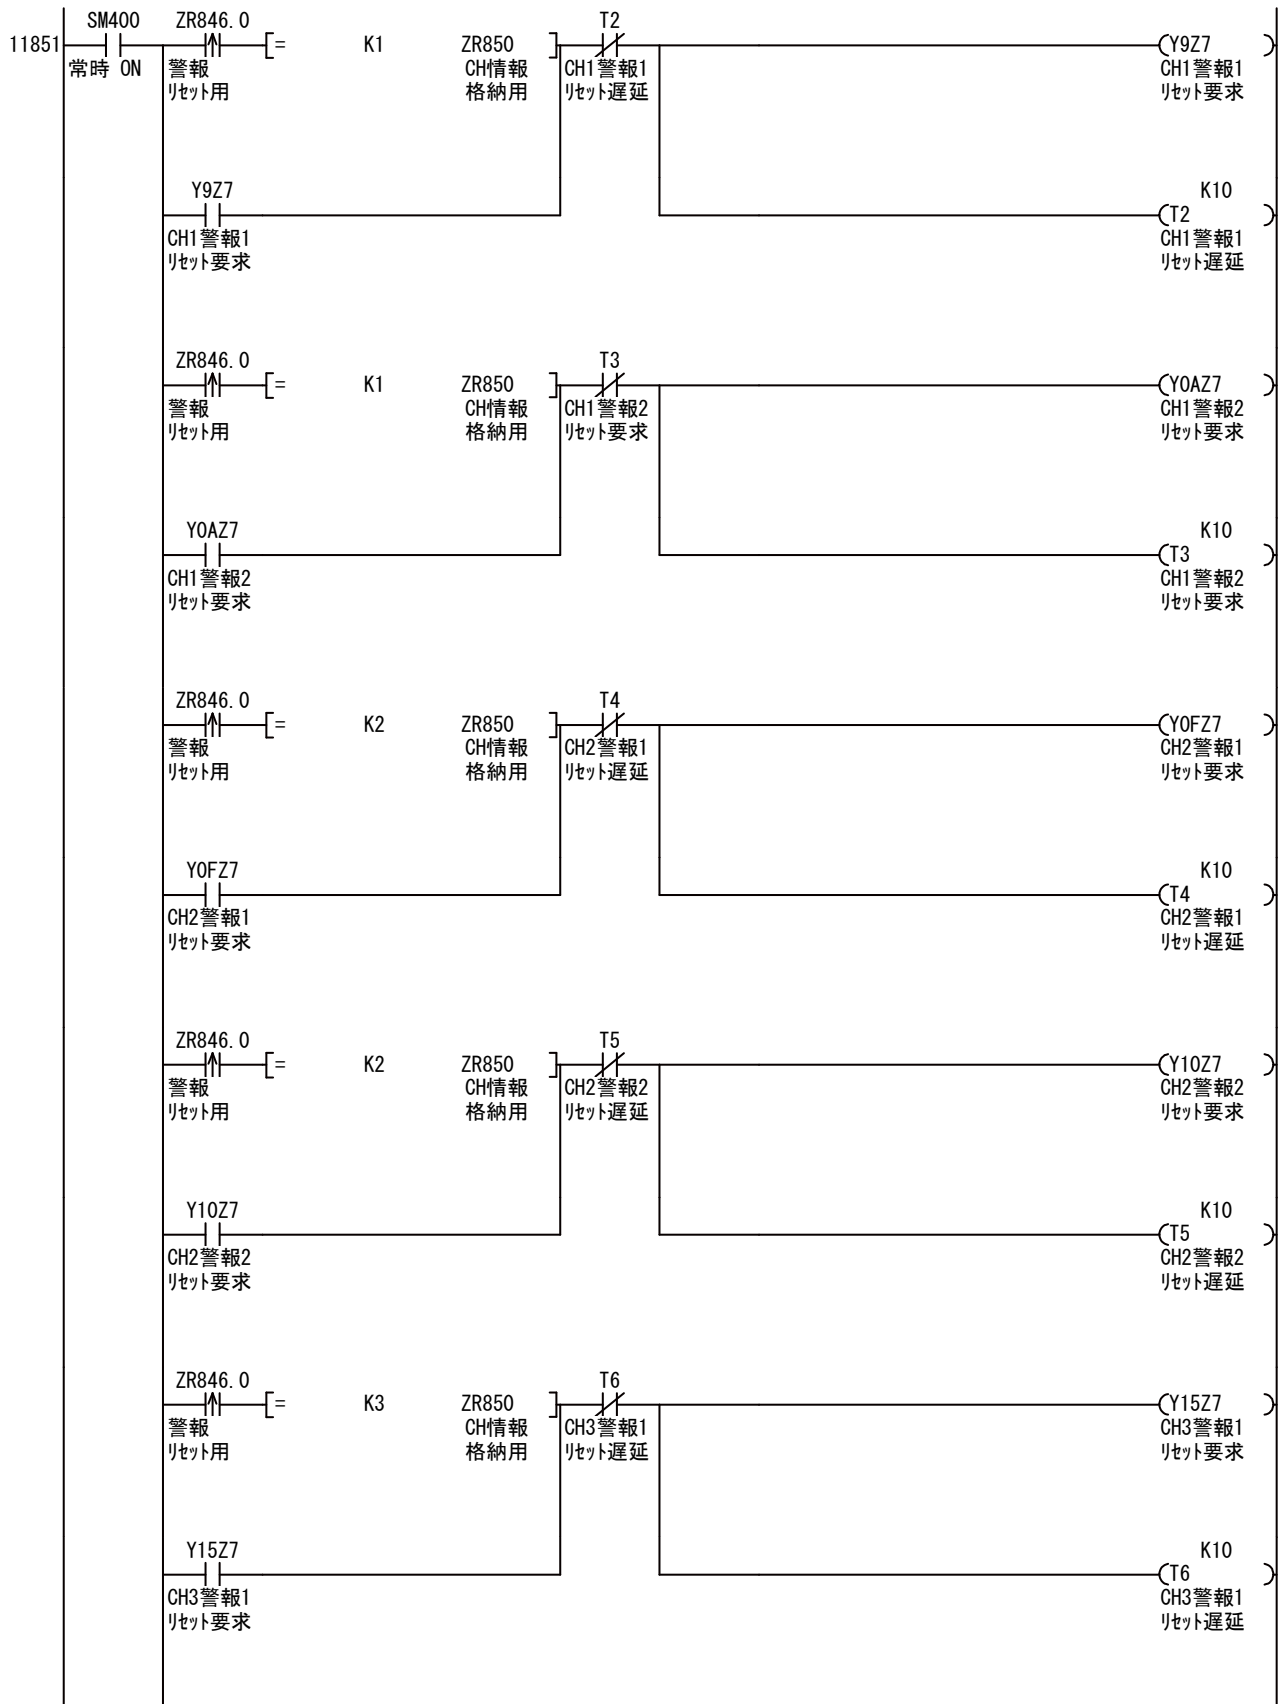 SM400 ZR846.0 T2
11851 [= K1 ZR850 ] (Y9Z7 )
常時 ON 警報 CH情報 CH1警報1 CH1警報1
ﾘｾｯﾄ用 格納用 ﾘｾｯﾄ遅延 ﾘｾｯﾄ要求
Y9Z7 K10
(T2 )
CH1警報1 CH1警報1
ﾘｾｯﾄ要求 ﾘｾｯﾄ遅延
ZR846.0 T3
[= K1 ZR850 ] (Y0AZ7 )
警報 CH情報 CH1警報2 CH1警報2
ﾘｾｯﾄ用 格納用 ﾘｾｯﾄ要求 ﾘｾｯﾄ要求
Y0AZ7 K10
(T3 )
CH1警報2 CH1警報2
ﾘｾｯﾄ要求 ﾘｾｯﾄ要求
ZR846.0 T4
[= K2 ZR850 ] (Y0FZ7 )
警報 CH情報 CH2警報1 CH2警報1
ﾘｾｯﾄ用 格納用 ﾘｾｯﾄ遅延 ﾘｾｯﾄ要求
Y0FZ7 K10
(T4 )
CH2警報1 CH2警報1
ﾘｾｯﾄ要求 ﾘｾｯﾄ遅延
ZR846.0 T5
[= K2 ZR850 ] (Y10Z7 )
警報 CH情報 CH2警報2 CH2警報2
ﾘｾｯﾄ用 格納用 ﾘｾｯﾄ遅延 ﾘｾｯﾄ要求
Y10Z7 K10
(T5 )
CH2警報2 CH2警報2
ﾘｾｯﾄ要求 ﾘｾｯﾄ遅延
ZR846.0 T6
[= K3 ZR850 ] (Y15Z7 )
警報 CH情報 CH3警報1 CH3警報1
ﾘｾｯﾄ用 格納用 ﾘｾｯﾄ遅延 ﾘｾｯﾄ要求
Y15Z7 K10
(T6 )
CH3警報1 CH3警報1
ﾘｾｯﾄ要求 ﾘｾｯﾄ遅延